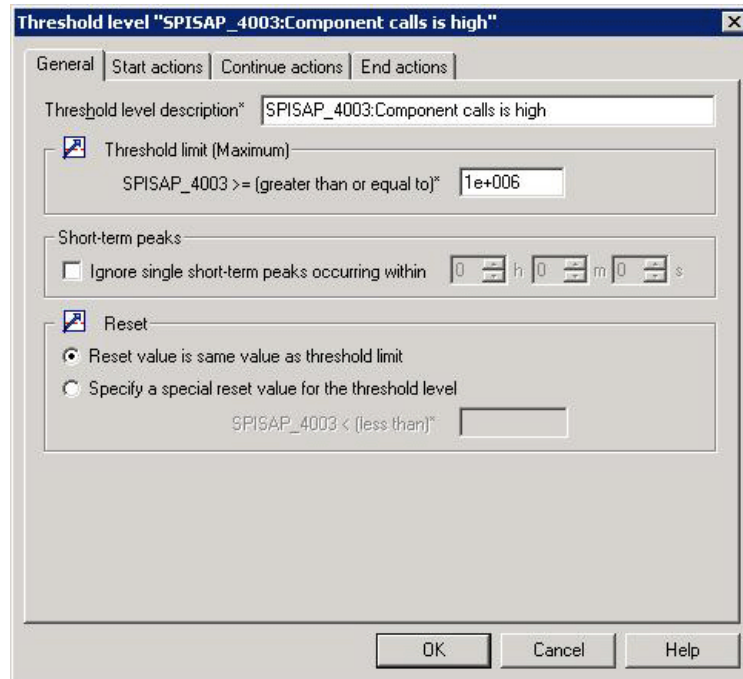 Threshold level "SPISAP_4003:Component calls is high"
General Start actions Continue actions End actions
Threshold level description* SPISAP_4003:Component calls is high
Threshold limit (Maximum)
SPISAP_4003 >= (greater than or equal to)* 1e+006
Short-term peaks
Ignore single short-term peaks occurring within 0 h 0 m 0 s
Reset
Reset value is same value as threshold limit
Specify a special reset value for the threshold level
SPISAP_4003 < (less than)*
OK Cancel Help